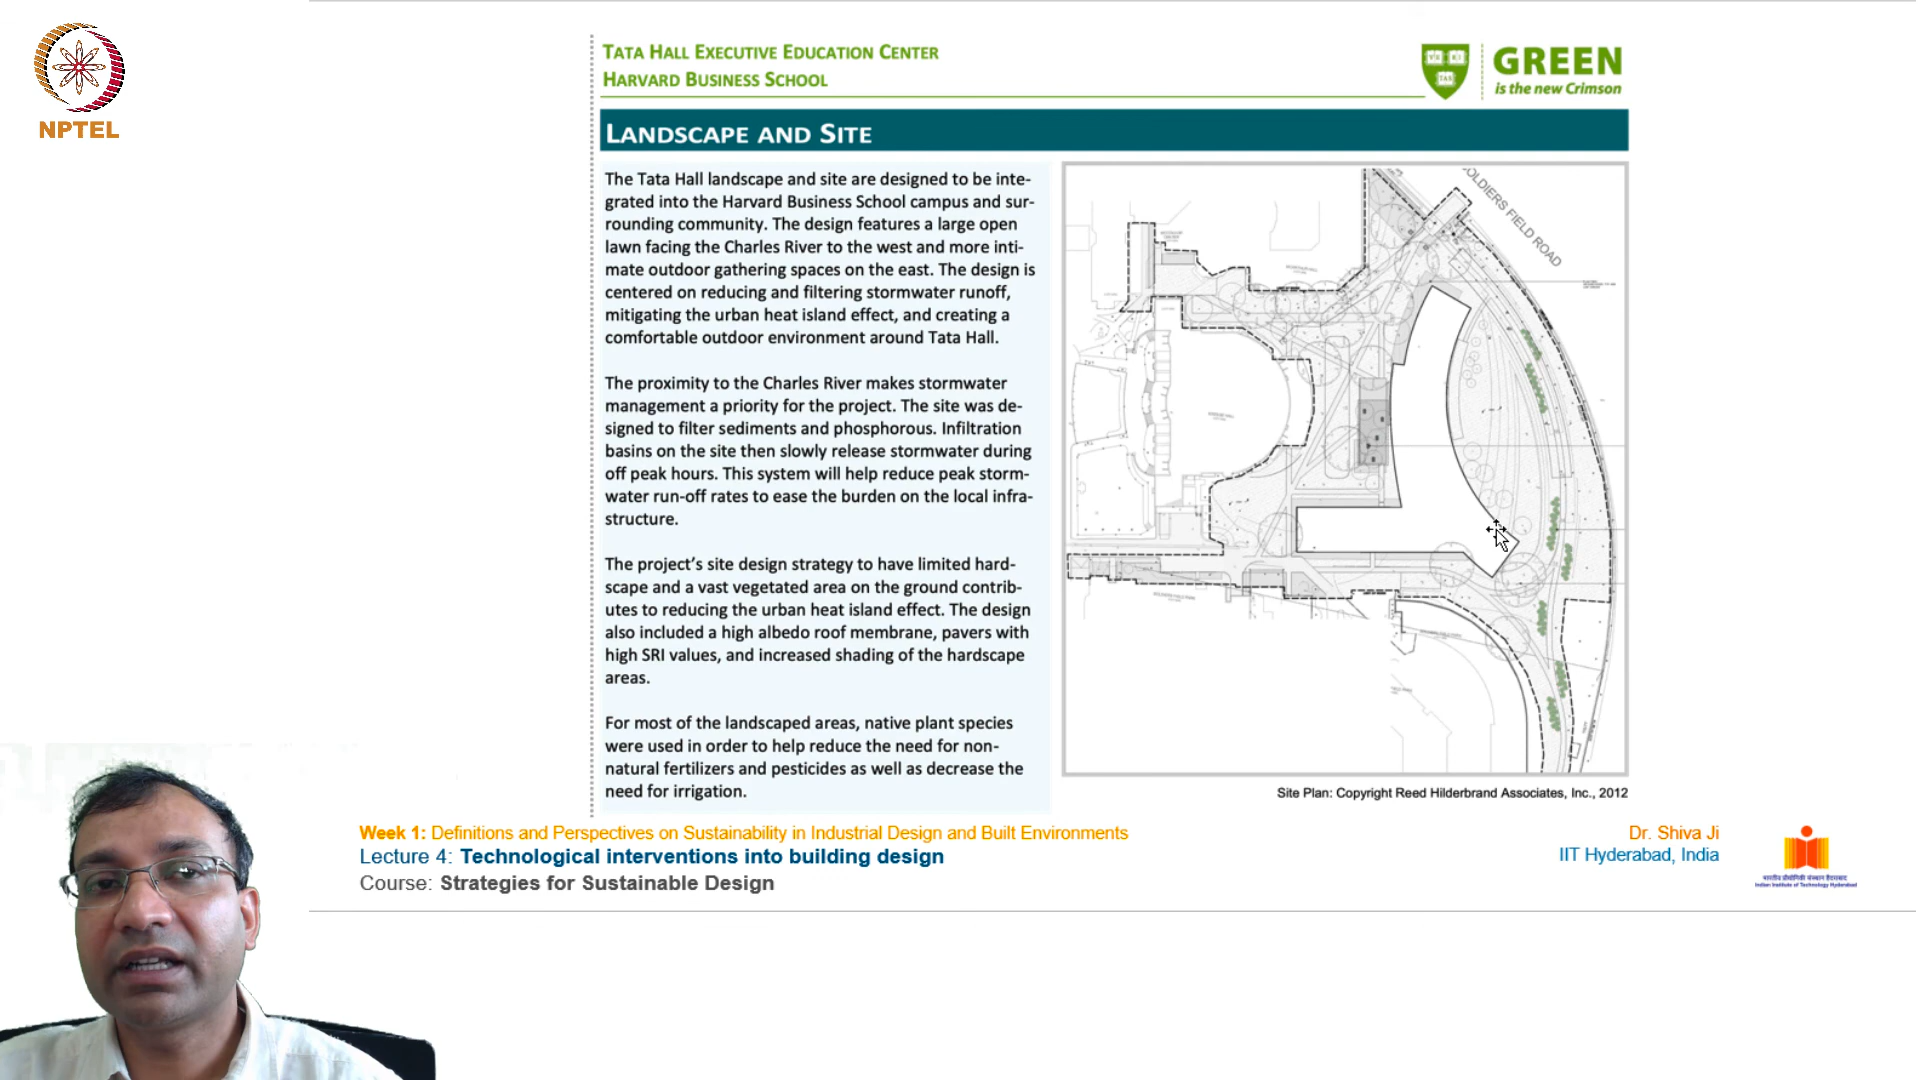 NPTEL
TATA HALL EXECUTIVE EDUCATION CENTER
HARVARD BUSINESS SCHOOL
VE RI
TAS
GREEN
is the new Crimson
LANDSCAPE AND SITE
The Tata Hall landscape and site are designed to be inte-
grated into the Harvard Business School campus and sur-
rounding community. The design features a large open
lawn facing the Charles River to the west and more inti-
mate outdoor gathering spaces on the east. The design is
centered on reducing and filtering stormwater runoff,
mitigating the urban heat island effect, and creating a
comfortable outdoor environment around Tata Hall.
The proximity to the Charles River makes stormwater
management a priority for the project. The site was de-
signed to filter sediments and phosphorous. Infiltration
basins on the site then slowly release stormwater during
off peak hours. This system will help reduce peak storm-
water run-off rates to ease the burden on the local infra-
structure.
The project's site design strategy to have limited hard-
scape and a vast vegetated area on the ground contrib-
utes to reducing the urban heat island effect. The design
also included a high albedo roof membrane, pavers with
high SRI values, and increased shading of the hardscape
areas.
For most of the landscaped areas, native plant species
were used in order to help reduce the need for non-
natural fertilizers and pesticides as well as decrease the
need for irrigation.
SOLDIERS FIELD ROAD
Site Plan: Copyright Reed Hilderbrand Associates, Inc., 2012
Week 1: Definitions and Perspectives on Sustainability in Industrial Design and Built Environments
Lecture 4: Technological interventions into building design
Course: Strategies for Sustainable Design
Dr. Shiva Ji
IIT Hyderabad, India
भारतीय प्रौद्योगिकी संस्थान हैदराबाद
Indian Institute of Technology Hyderabad